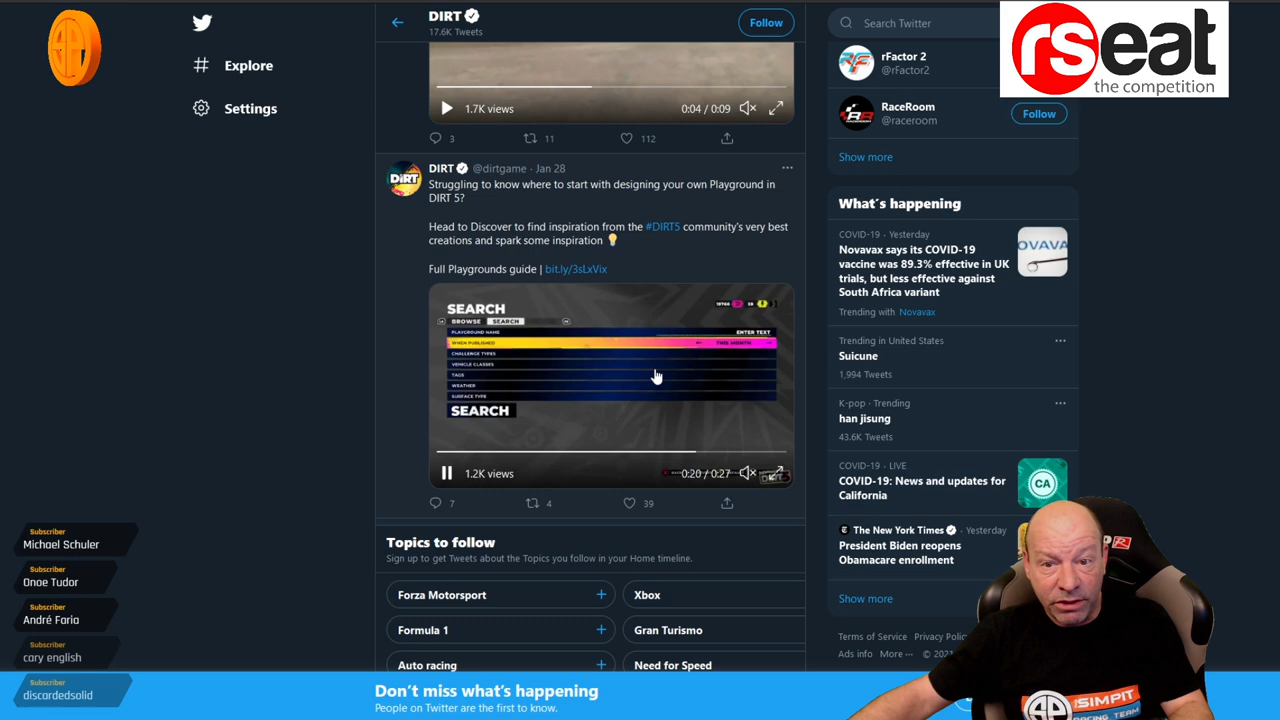 DIRT
17.6K Tweets
Follow
Search Twitter
rseat
the competition
Explore
Settings
1.7K views
0:04 / 0:09
3
11
112
rFactor 2
@rFactor2
RaceRoom
@raceroom
Follow
Show more
DIRT @dirtgame · Jan 28
Struggling to know where to start with designing your own Playground in
DIRT 5?
Head to Discover to find inspiration from the #DIRT5 community's very best
creations and spark some inspiration
Full Playgrounds guide | bit.ly/3sLxVix
SEARCH
BROWSE SEARCH
PLAYGROUND NAME ENTER TEXT
WHEN PUBLISHED THIS MONTH
CHALLENGE TYPES
VEHICLE CLASSES
TAGS
WEATHER
SURFACE TYPE
SEARCH
1.2K views
0:20 / 0:27
7
4
39
Topics to follow
Sign up to get Tweets about the Topics you follow in your Home timeline.
Forza Motorsport
Xbox
Formula 1
Gran Turismo
Auto racing
Need for Speed
What's happening
COVID-19 · Yesterday
Novavax says its COVID-19
vaccine was 89.3% effective in UK
trials, but less effective against
South Africa variant
Trending with Novavax
Trending in United States
Suicune
1,994 Tweets
K-pop · Trending
han jisung
43.6K Tweets
COVID-19 · LIVE
COVID-19: News and updates for
California
CA
The New York Times · Yesterday
President Biden reopens
Obamacare enrollment
Show more
Terms of Service
Ad info More ··· © 2021
Subscriber
Michael Schuler
Subscriber
Onoe Tudor
Subscriber
André Faria
Subscriber
cary english
Subscriber
discardedsolid
Don't miss what's happening
People on Twitter are the first to know.
SIMPIT
RACING TEAM